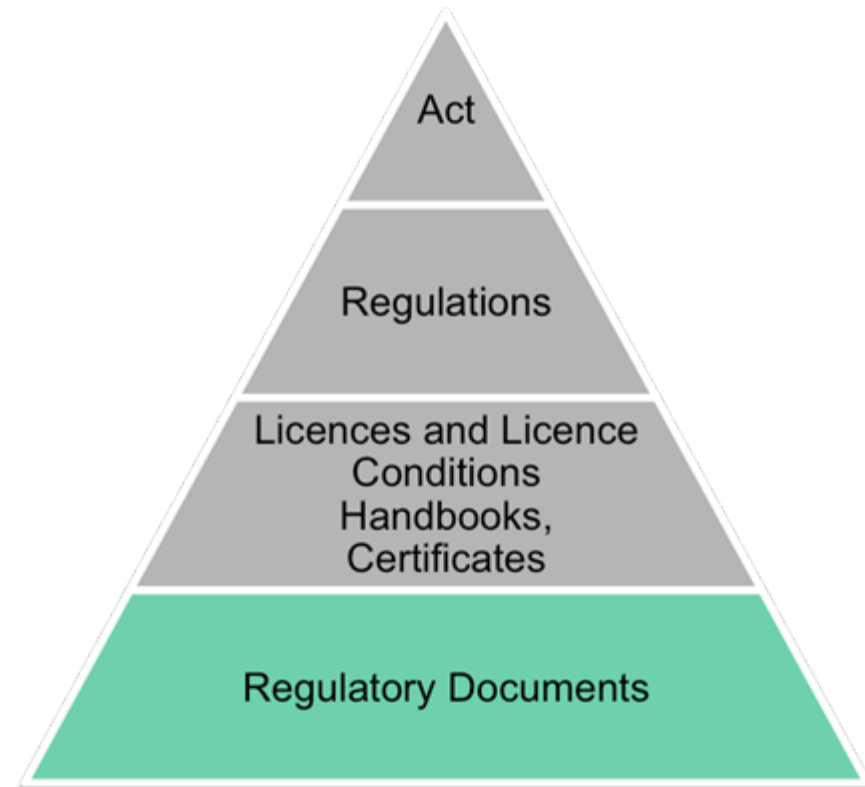 Act
Regulations
Licences and Licence
Conditions
Handbooks,
Certificates
Regulatory Documents